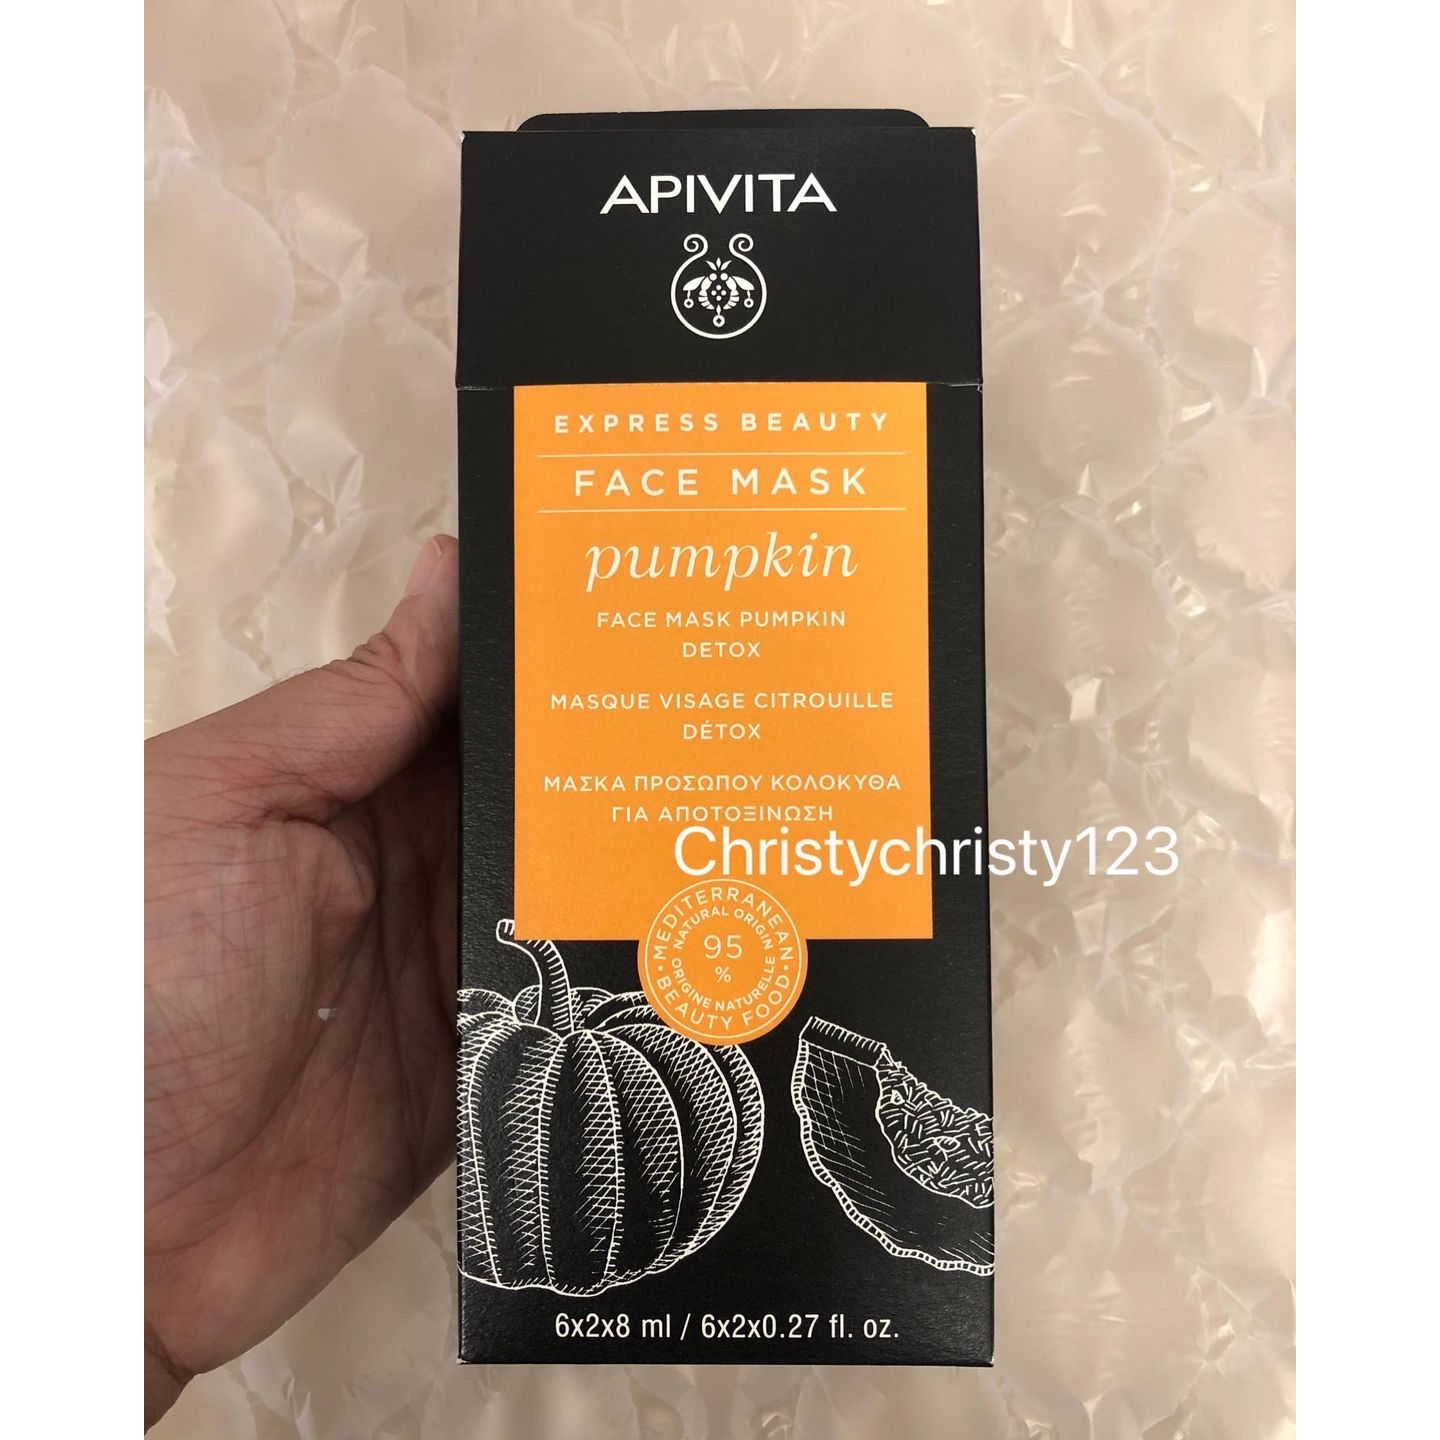 APIVITA
EXPRESS BEAUTY
FACE MASK
pumpkin
FACE MASK PUMPKIN
DETOX
MASQUE VISAGE CITROUILLE
DÉTOX
ΜΑΣΚΑ ΠΡΟΣΩΠΟΥ ΚΟΛΟΚΥΘΑ
ΓΙΑ ΑΠΟΤΟΞΙΝΩΣΗ
Christychristy123
MEDITERRANEAN
NATURAL ORIGIN
95
%
ORIGINE NATURELLE
BEAUTY FOOD
6x2x8 ml / 6x2x0.27 fl. oz.